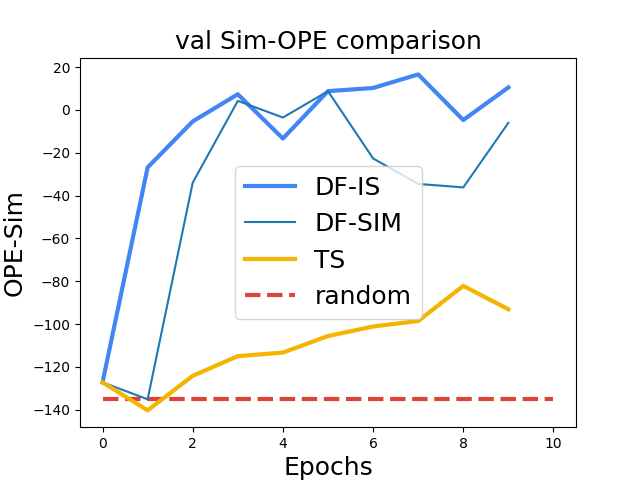 val Sim-OPE comparison
OPE-Sim
20
0
−20
−40
−60
−80
−100
−120
−140
DF-IS
DF-SIM
TS
random
0 2 4 6 8 10
Epochs